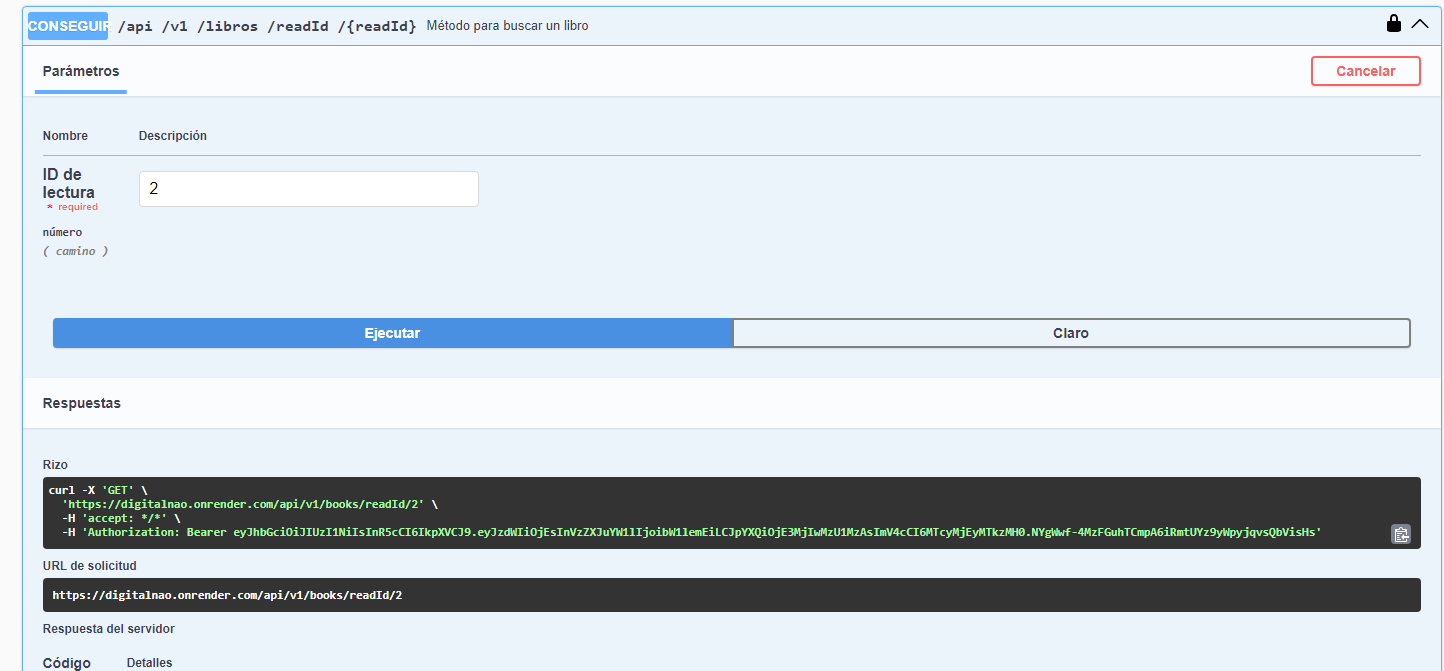 CONSEGUIR /api /v1 /libros /readId /{readId} Método para buscar un libro
Parámetros
Cancelar
Nombre Descripción
ID de
lectura
* required
2
número
( camino )
Ejecutar
Claro
Respuestas
Rizo
curl -X 'GET' \
'https://digitalnao.onrender.com/api/v1/books/readId/2' \
-H 'accept: */*' \
-H 'Authorization: Bearer eyJhbGciOiJIUzI1NiIsInR5cCI6IkpXVCJ9.eyJzdWIiOjEsInVzZXJuYW1lIjoibW1lemEiLCJpYXQiOjE3MjIwMzU1MzAsImV4cCI6MTcyMjEyMTkzMH0.NYgWwf-4MzFGuhTCmpA6iRmtUYz9yWpyjqvsQbVisHs'
URL de solicitud
https://digitalnao.onrender.com/api/v1/books/readId/2
Respuesta del servidor
Código Detalles